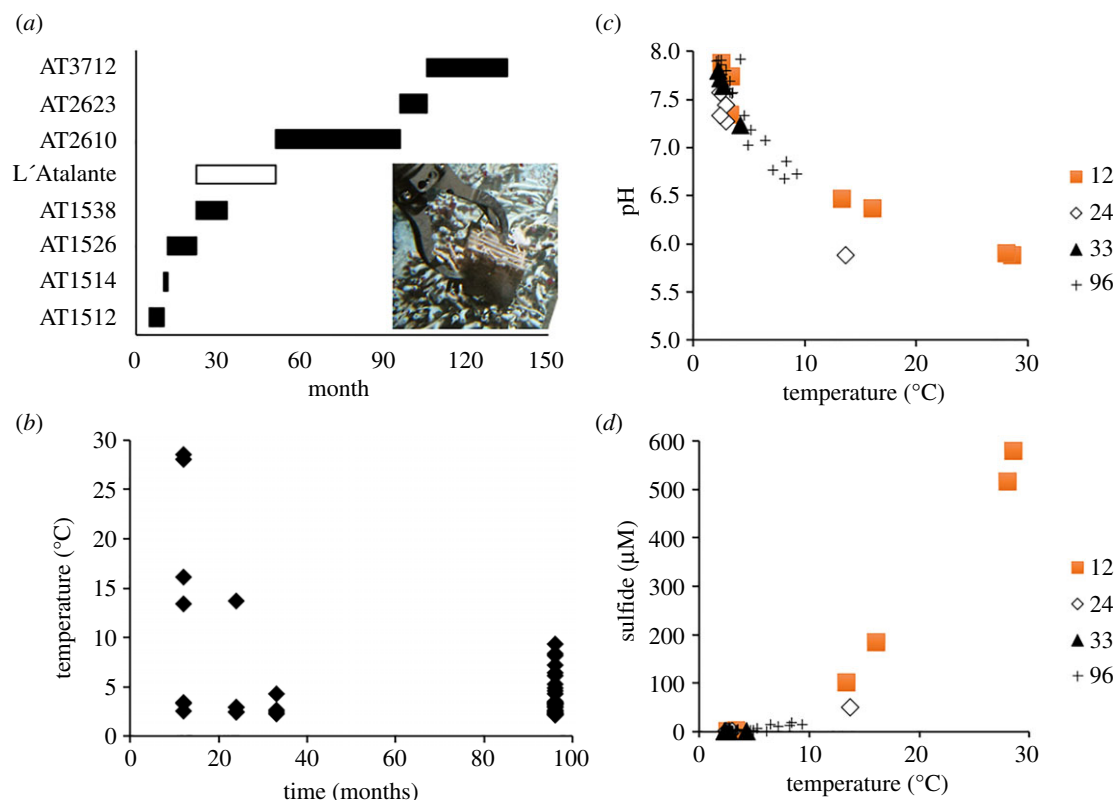 (a)
AT3712
AT2623
AT2610
L´Atalante
AT1538
AT1526
AT1514
AT1512
0 30 60 90 120 150
month
(b)
30
25
20
15
10
5
0
temperature (°C)
0 20 40 60 80 100
time (months)
(c)
8.0
7.5
7.0
6.5
6.0
5.5
5.0
pH
0 10 20 30
temperature (°C)
12
24
33
96
(d)
600
500
400
300
200
100
0
sulfide (µM)
0 10 20 30
temperature (°C)
12
24
33
96